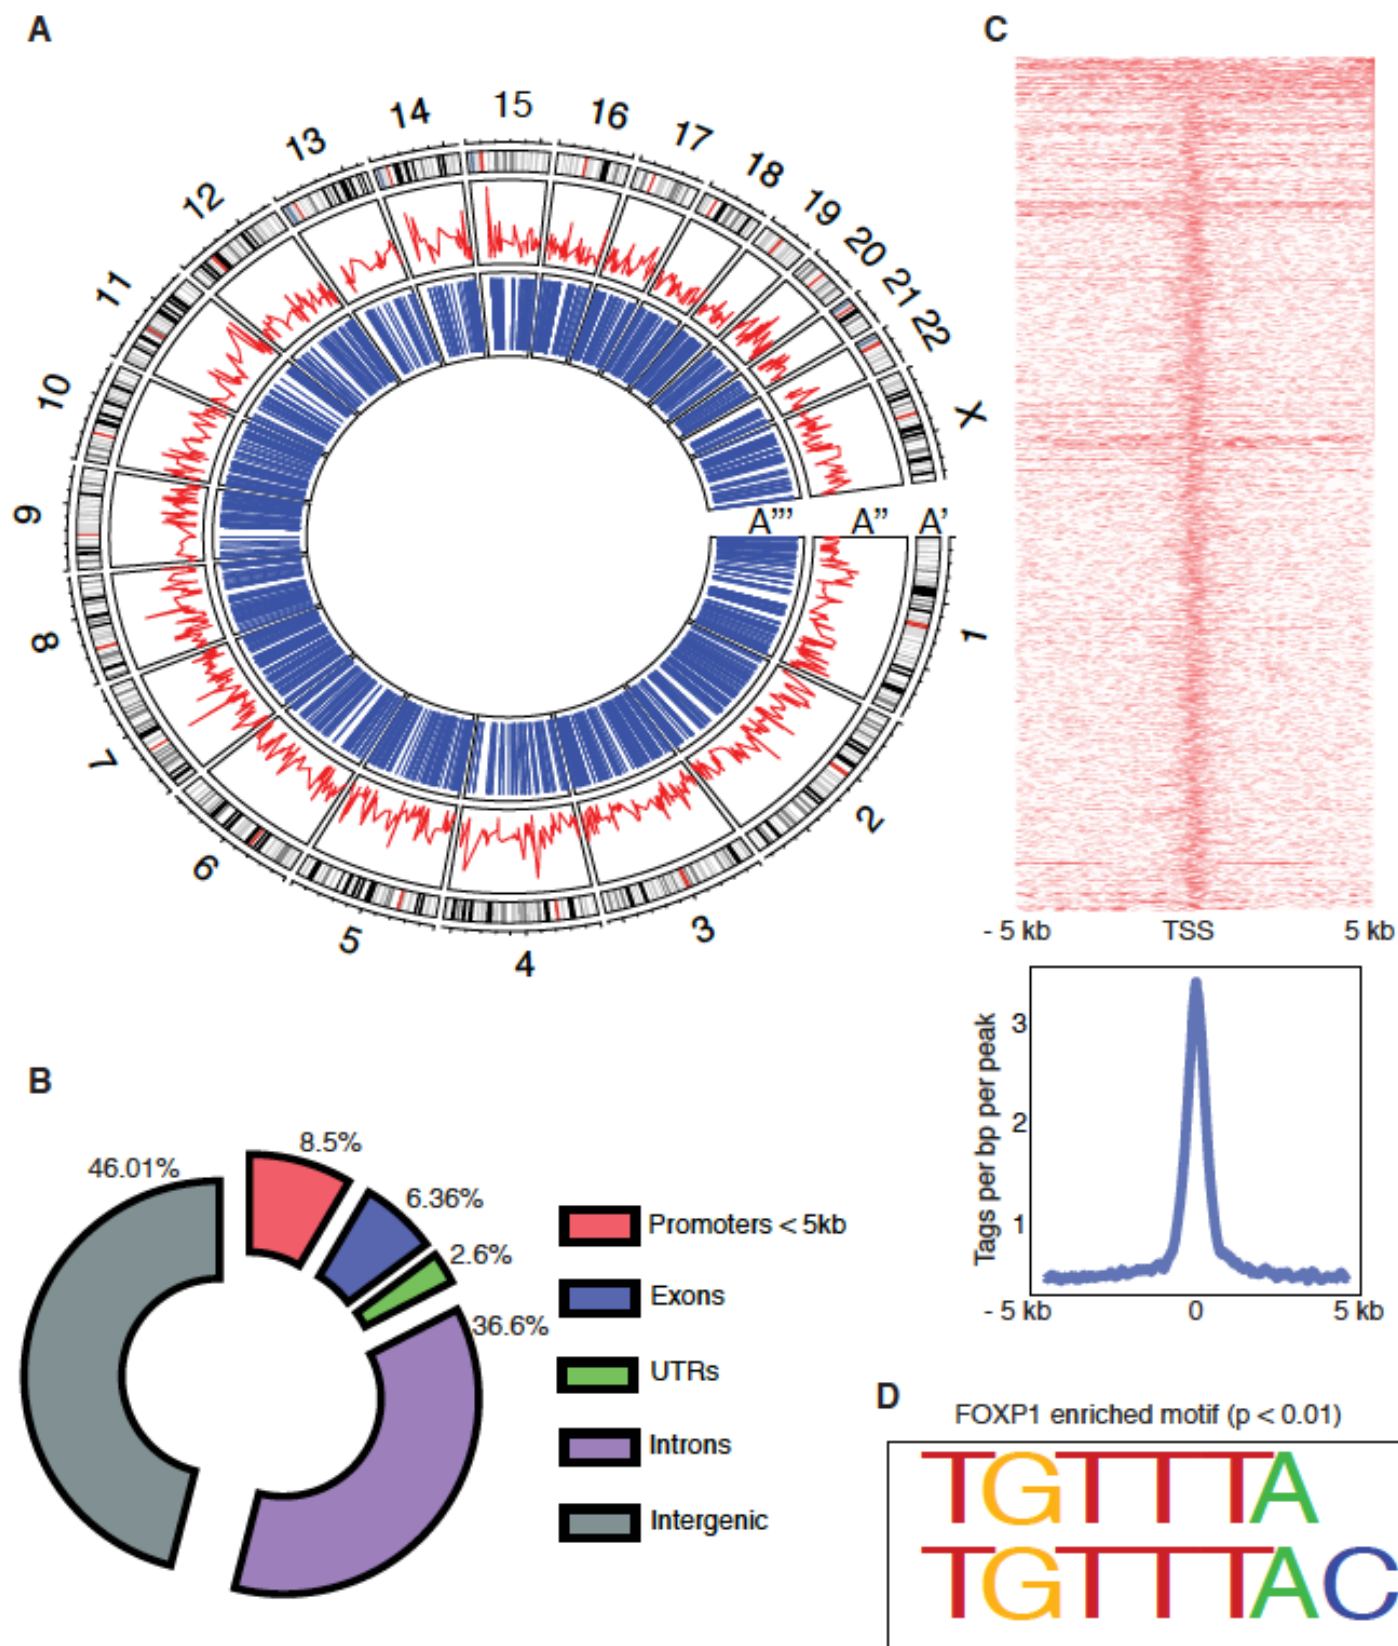 A
13
14
15
16
17
18
19
20
21
22
X
12
11
10
9
8
7
6
5
4
3
2
1
A''' A'' A'
C
- 5 kb TSS 5 kb
Tags per bp per peak
3
2
1
- 5 kb 0 5 kb
B
46.01%
8.5%
6.36%
2.6%
36.6%
Promoters < 5kb
Exons
UTRs
Introns
Intergenic
D
FOXP1 enriched motif (p < 0.01)
TGTTTA
TGTTTAC